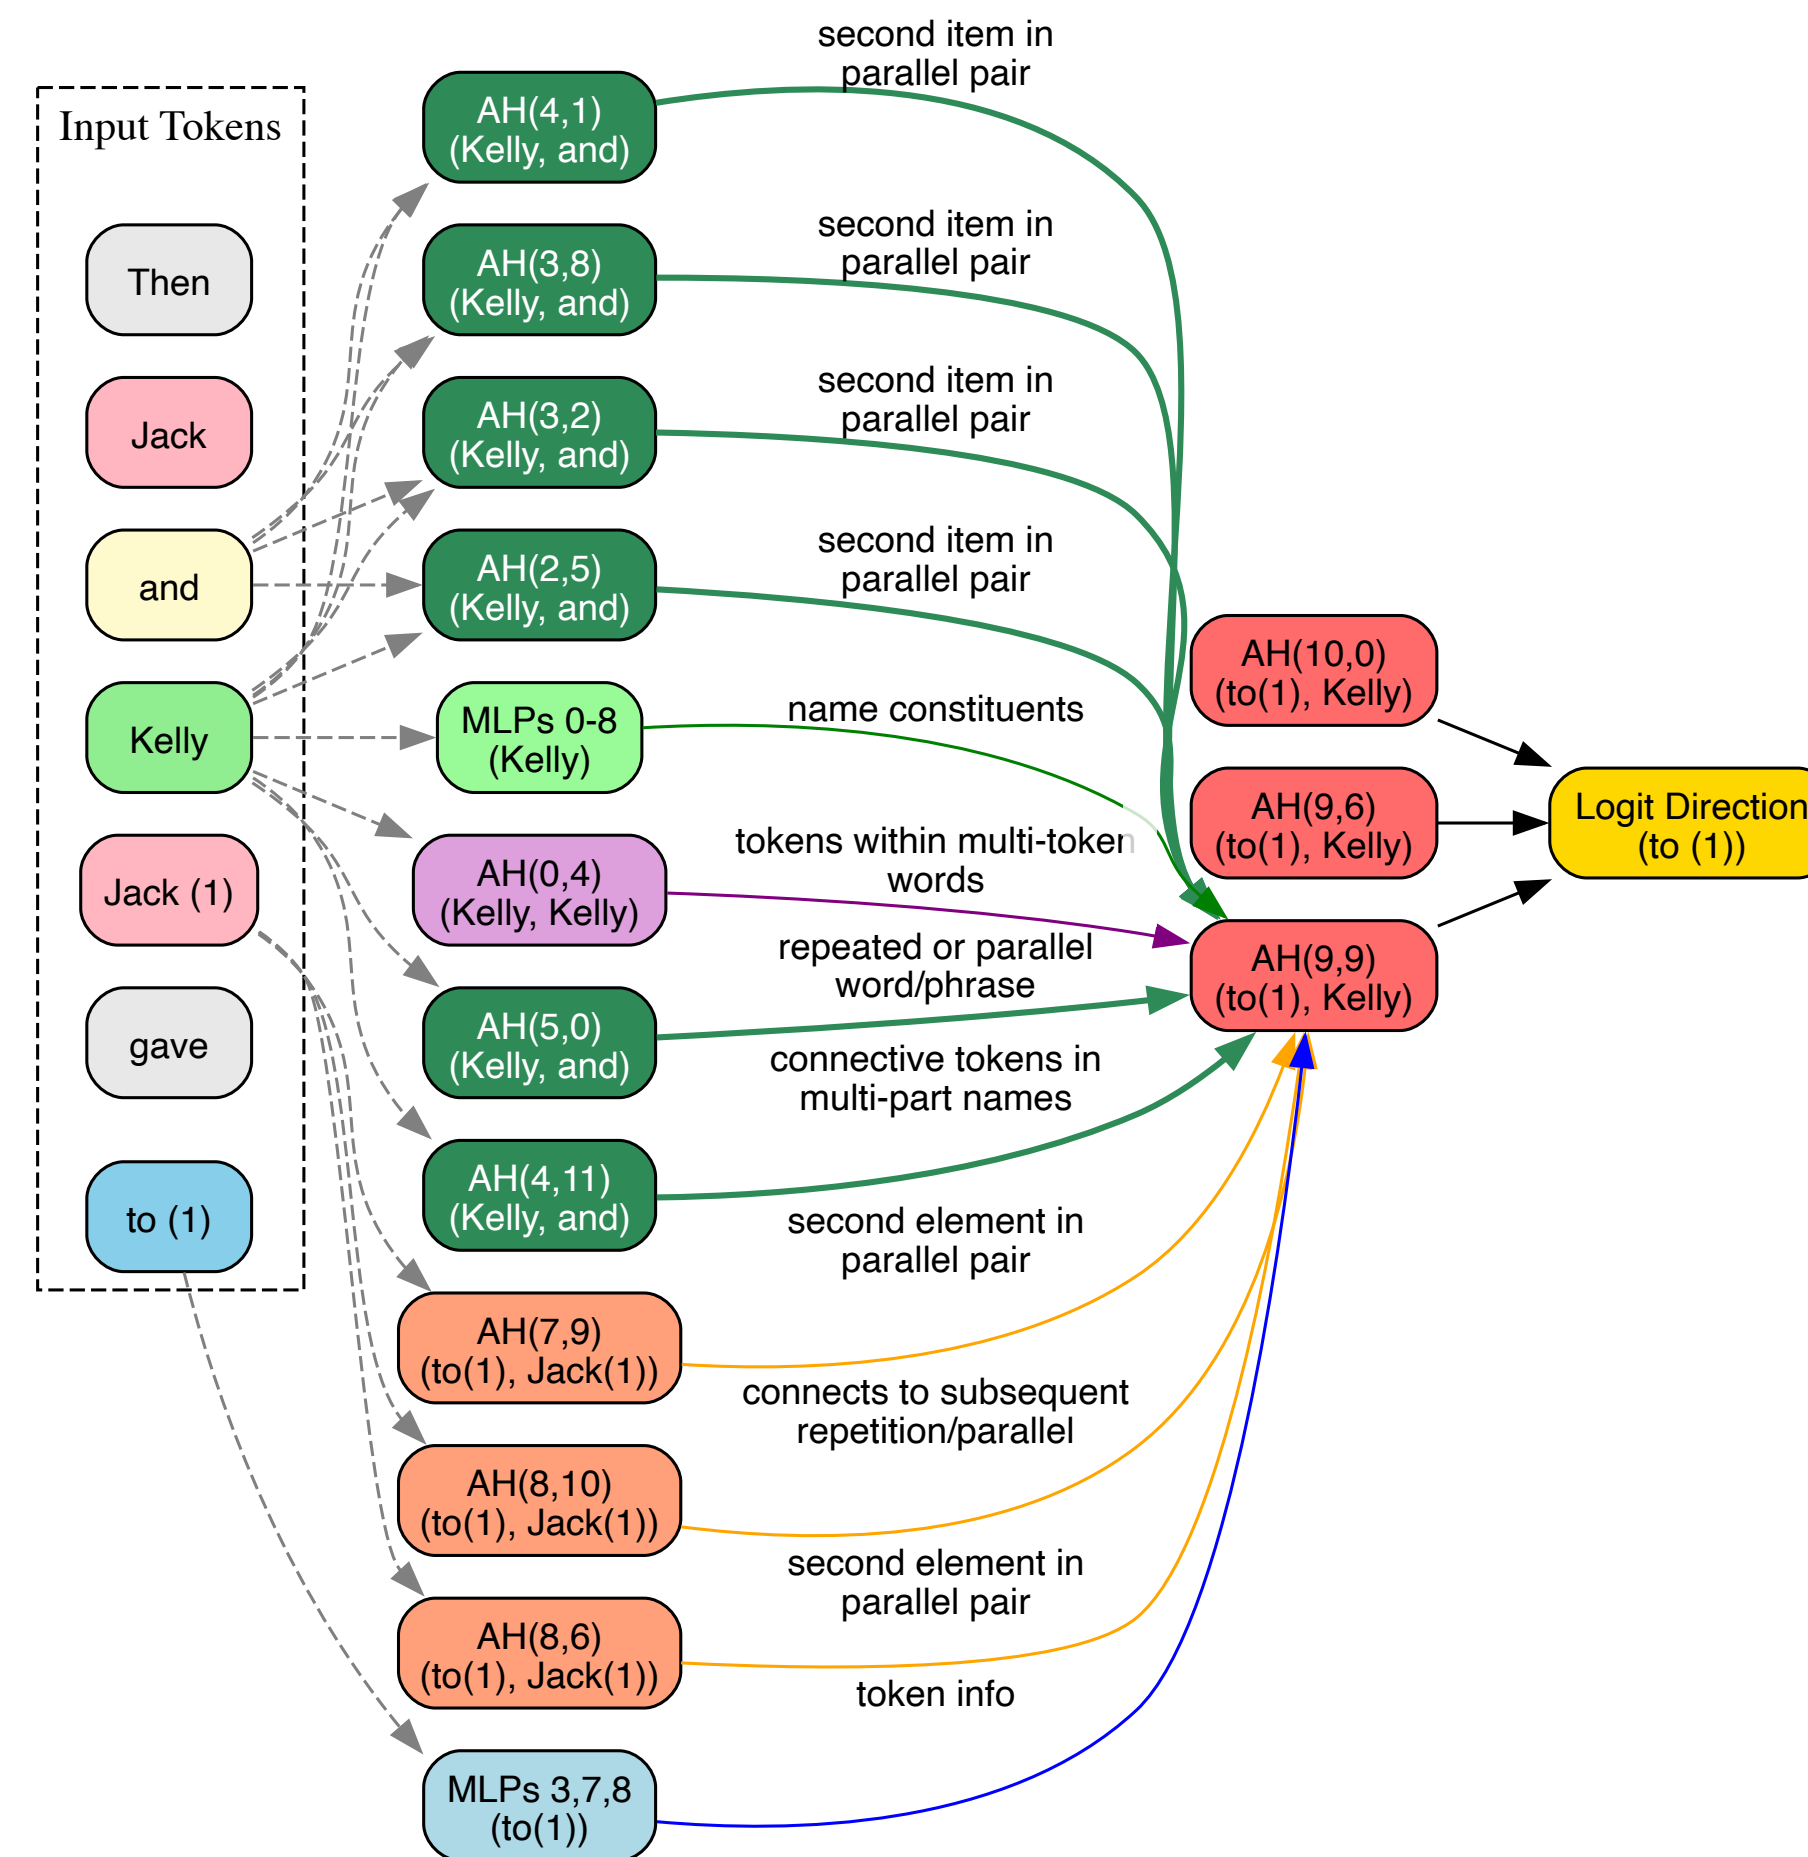 Input Tokens
Then
Jack
and
Kelly
Jack (1)
gave
to (1)
AH(4,1)
(Kelly, and)
AH(3,8)
(Kelly, and)
AH(3,2)
(Kelly, and)
AH(2,5)
(Kelly, and)
MLPs 0-8
(Kelly)
AH(0,4)
(Kelly, Kelly)
AH(5,0)
(Kelly, and)
AH(4,11)
(Kelly, and)
AH(7,9)
(to(1), Jack(1))
AH(8,10)
(to(1), Jack(1))
AH(8,6)
(to(1), Jack(1))
MLPs 3,7,8
(to(1))
second item in
parallel pair
second item in
parallel pair
second item in
parallel pair
second item in
parallel pair
name constituents
tokens within multi-token
words
repeated or parallel
word/phrase
connective tokens in
multi-part names
second element in
parallel pair
connects to subsequent
repetition/parallel
second element in
parallel pair
token info
AH(10,0)
(to(1), Kelly)
AH(9,6)
(to(1), Kelly)
AH(9,9)
(to(1), Kelly)
Logit Direction
(to (1))